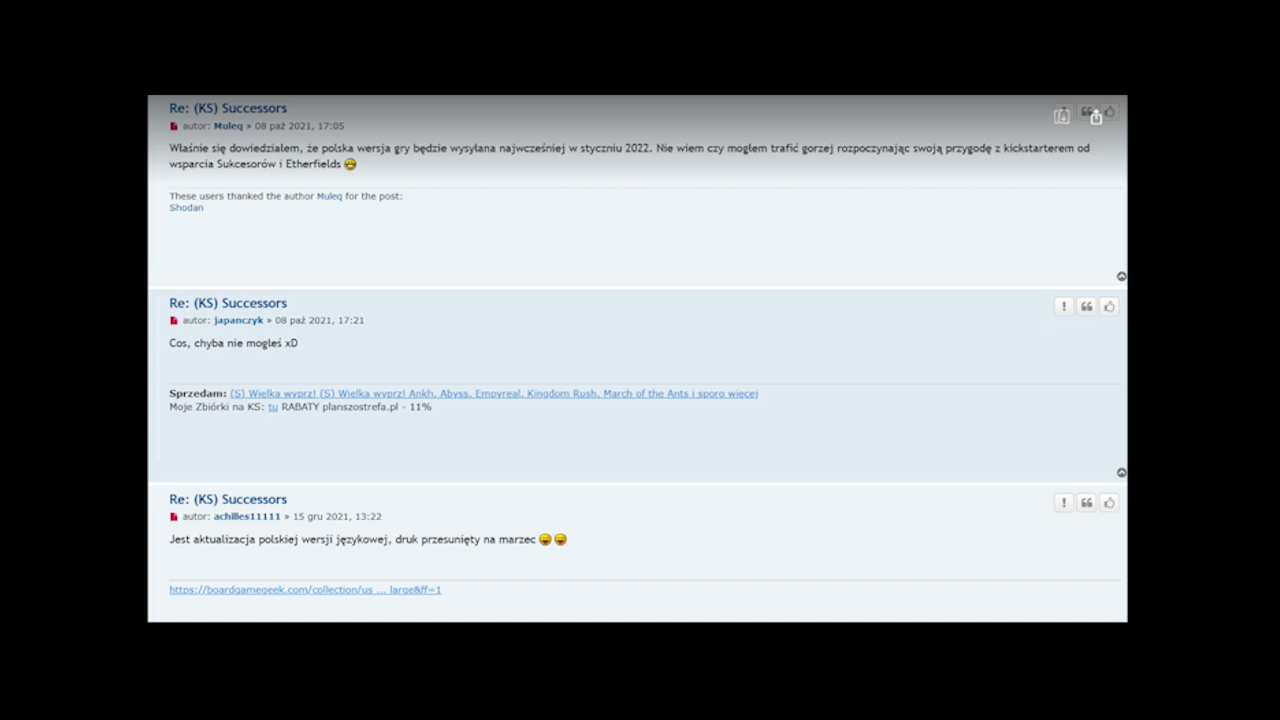 Re: (KS) Successors
autor: Muleq » 08 paź 2021, 17:05
Właśnie się dowiedziałem, że polska wersja gry będzie wysyłana najwcześniej w styczniu 2022. Nie wiem czy mogłem trafić gorzej rozpoczynając swoją przygodę z kickstarterem od
wsparcia Sukcesorów i Etherfields
These users thanked the author Muleq for the post:
Shodan
Re: (KS) Successors
autor: japanczyk » 08 paź 2021, 17:21
Cos, chyba nie mogłeś xD
Sprzedam: (S) Wielka wyprz! (S) Wielka wyprz! Ankh, Abyss, Empyreal, Kingdom Rush, March of the Ants i sporo więcej
Moje Zbiórki na KS: tu RABATY planszostrefa.pl - 11%
Re: (KS) Successors
autor: achilles11111 » 15 gru 2021, 13:22
Jest aktualizacja polskiej wersji językowej, druk przesunięty na marzec
https://boardgamegeek.com/collection/us ... large&ff=1